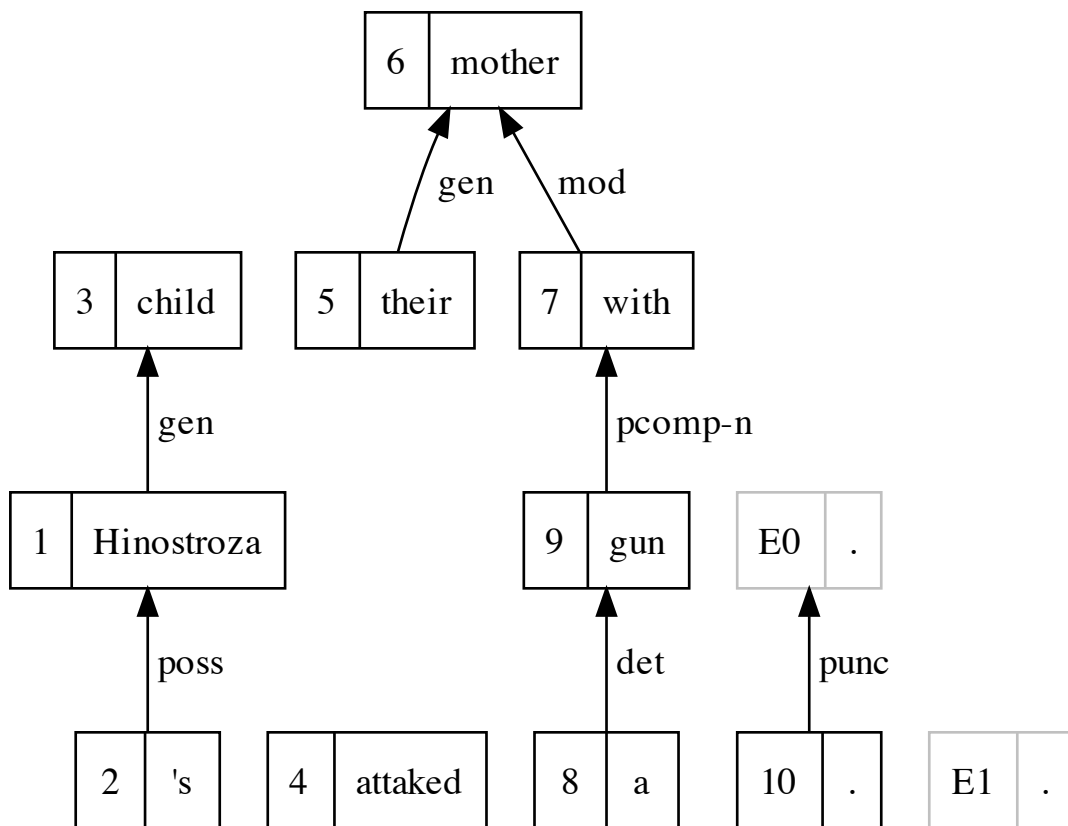 6 mother
gen mod
3 child 5 their 7 with
gen pcomp-n
1 Hinostroza 9 gun E0 .
poss det punc
2 's 4 attaked 8 a 10 . E1 .